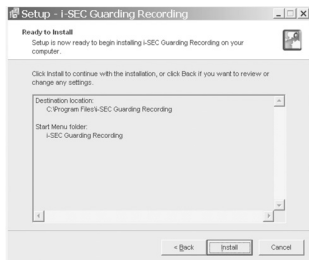 Setup - i-SEC Guarding Recording
Ready to Install
Setup is now ready to begin installing i-SEC Guarding Recording on your
computer.
Click Install to continue with the installation, or click Back if you want to review or
change any settings.
Destination location:
C:\Program Files\i-SEC Guarding Recording
Start Menu folder:
i-SEC Guarding Recording
< Back
Install
Cancel